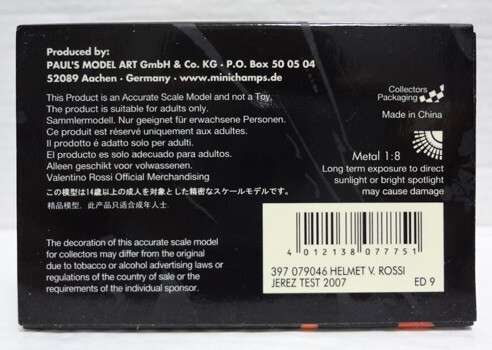 Produced by:
PAUL'S MODEL ART GmbH & Co. KG · P.O. Box 50 05 04
52089 Aachen · Germany · www.minichamps.de
This Product is an Accurate Scale Model and not a Toy.
The product is suitable for adults only.
Sammlermodell. Nur geeignet für erwachsene Personen.
Ce produit est réservé uniquement aux adultes.
Il prodotto é adatto solo per adulti.
El producto es solo adecuado para adultos.
Alleen geschikt voor volwassenen.
Valentino Rossi Official Merchandising
この模型は14歳以上の成人を対象とした精密なスケールモデルです。
精品模型, 此产品只适合成年人士
The decoration of this accurate scale model
for collectors may differ from the original
due to tobacco or alcohol advertising laws or
regulations of the country of sale or the
requirements of the individual sponsor.
Collectors
Packaging
Made in China
Metal 1:8
Long term exposure to direct
sunlight or bright spotlight
may cause damage
4 012138 077751
397 079046 HELMET V. ROSSI
JEREZ TEST 2007 ED 9